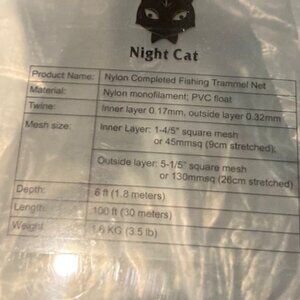 Night Cat
Product Name: Nylon Completed Fishing Trammel Net
Material: Nylon monofilament; PVC float
Twine: Inner layer 0.17mm, outside layer 0.32mm
Mesh size: Inner Layer: 1-4/5" square mesh
or 45mmsq (9cm stretched);
Outside layer: 5-1/5" square mesh
or 130mmsq (26cm stretched)
Depth: 6 ft (1.8 meters)
Length: 100 ft (30 meters)
Weight 1.6 KG (3.5 lb)